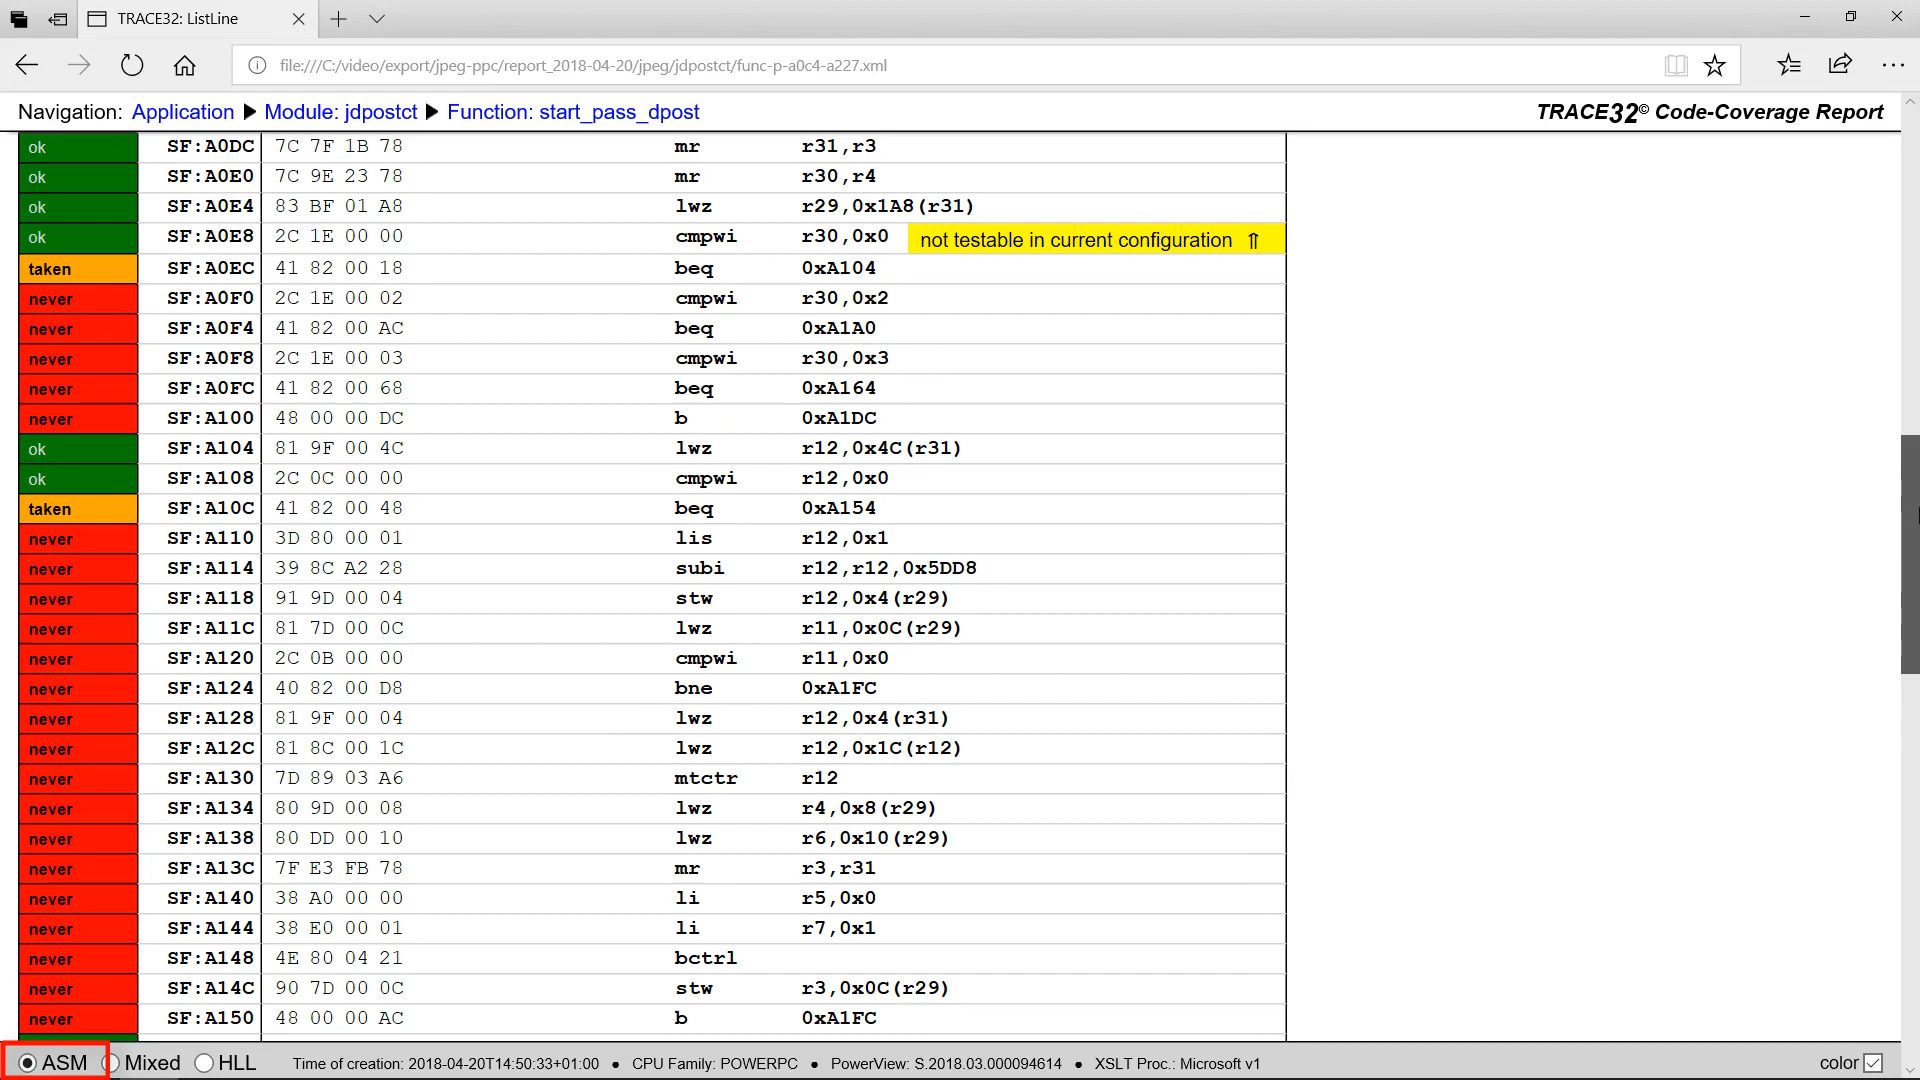 TRACE32: ListLine
file:///C:/video/export/jpeg-ppc/report_2018-04-20/jpeg/jdpostct/func-p-a0c4-a227.xml
Navigation: Application ▶ Module: jdpostct ▶ Function: start_pass_dpost TRACE32© Code-Coverage Report
ok SF:A0DC 7C 7F 1B 78 mr r31,r3
ok SF:A0E0 7C 9E 23 78 mr r30,r4
ok SF:A0E4 83 BF 01 A8 lwz r29,0x1A8(r31)
ok SF:A0E8 2C 1E 00 00 cmpwi r30,0x0 not testable in current configuration ⇑
taken SF:A0EC 41 82 00 18 beq 0xA104
never SF:A0F0 2C 1E 00 02 cmpwi r30,0x2
never SF:A0F4 41 82 00 AC beq 0xA1A0
never SF:A0F8 2C 1E 00 03 cmpwi r30,0x3
never SF:A0FC 41 82 00 68 beq 0xA164
never SF:A100 48 00 00 DC b 0xA1DC
ok SF:A104 81 9F 00 4C lwz r12,0x4C(r31)
ok SF:A108 2C 0C 00 00 cmpwi r12,0x0
taken SF:A10C 41 82 00 48 beq 0xA154
never SF:A110 3D 80 00 01 lis r12,0x1
never SF:A114 39 8C A2 28 subi r12,r12,0x5DD8
never SF:A118 91 9D 00 04 stw r12,0x4(r29)
never SF:A11C 81 7D 00 0C lwz r11,0x0C(r29)
never SF:A120 2C 0B 00 00 cmpwi r11,0x0
never SF:A124 40 82 00 D8 bne 0xA1FC
never SF:A128 81 9F 00 04 lwz r12,0x4(r31)
never SF:A12C 81 8C 00 1C lwz r12,0x1C(r12)
never SF:A130 7D 89 03 A6 mtctr r12
never SF:A134 80 9D 00 08 lwz r4,0x8(r29)
never SF:A138 80 DD 00 10 lwz r6,0x10(r29)
never SF:A13C 7F E3 FB 78 mr r3,r31
never SF:A140 38 A0 00 00 li r5,0x0
never SF:A144 38 E0 00 01 li r7,0x1
never SF:A148 4E 80 04 21 bctrl
never SF:A14C 90 7D 00 0C stw r3,0x0C(r29)
never SF:A150 48 00 00 AC b 0xA1FC
ASM Mixed HLL Time of creation: 2018-04-20T14:50:33+01:00 ● CPU Family: POWERPC ● PowerView: S.2018.03.000094614 ● XSLT Proc.: Microsoft v1 color